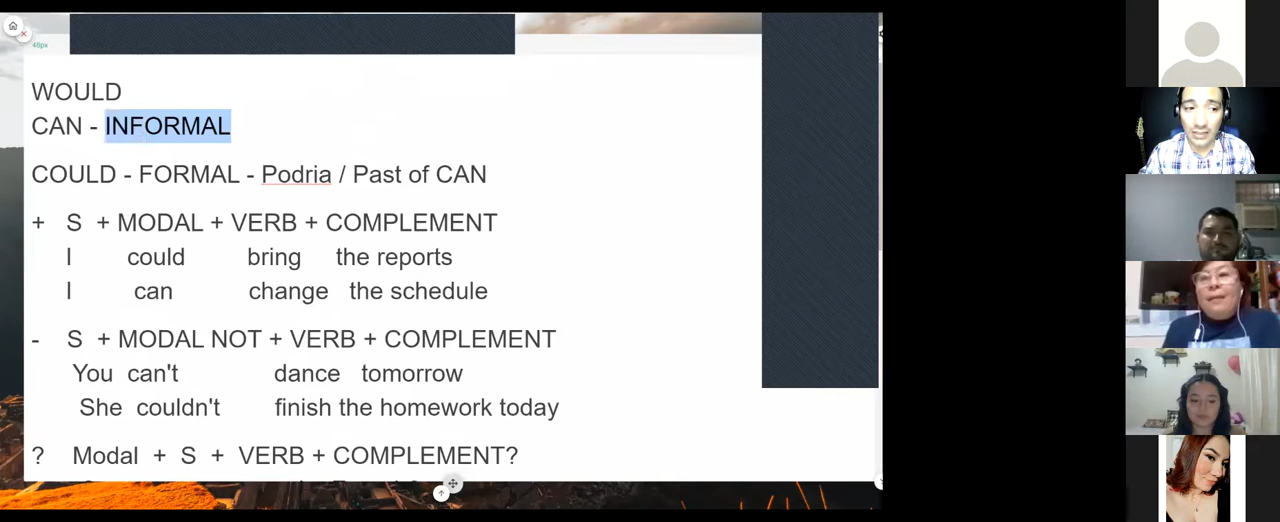 48px
WOULD
CAN - INFORMAL
COULD - FORMAL - Podria / Past of CAN
+ S + MODAL + VERB + COMPLEMENT
I could bring the reports
I can change the schedule
- S + MODAL NOT + VERB + COMPLEMENT
You can't dance tomorrow
She couldn't finish the homework today
? Modal + S + VERB + COMPLEMENT?